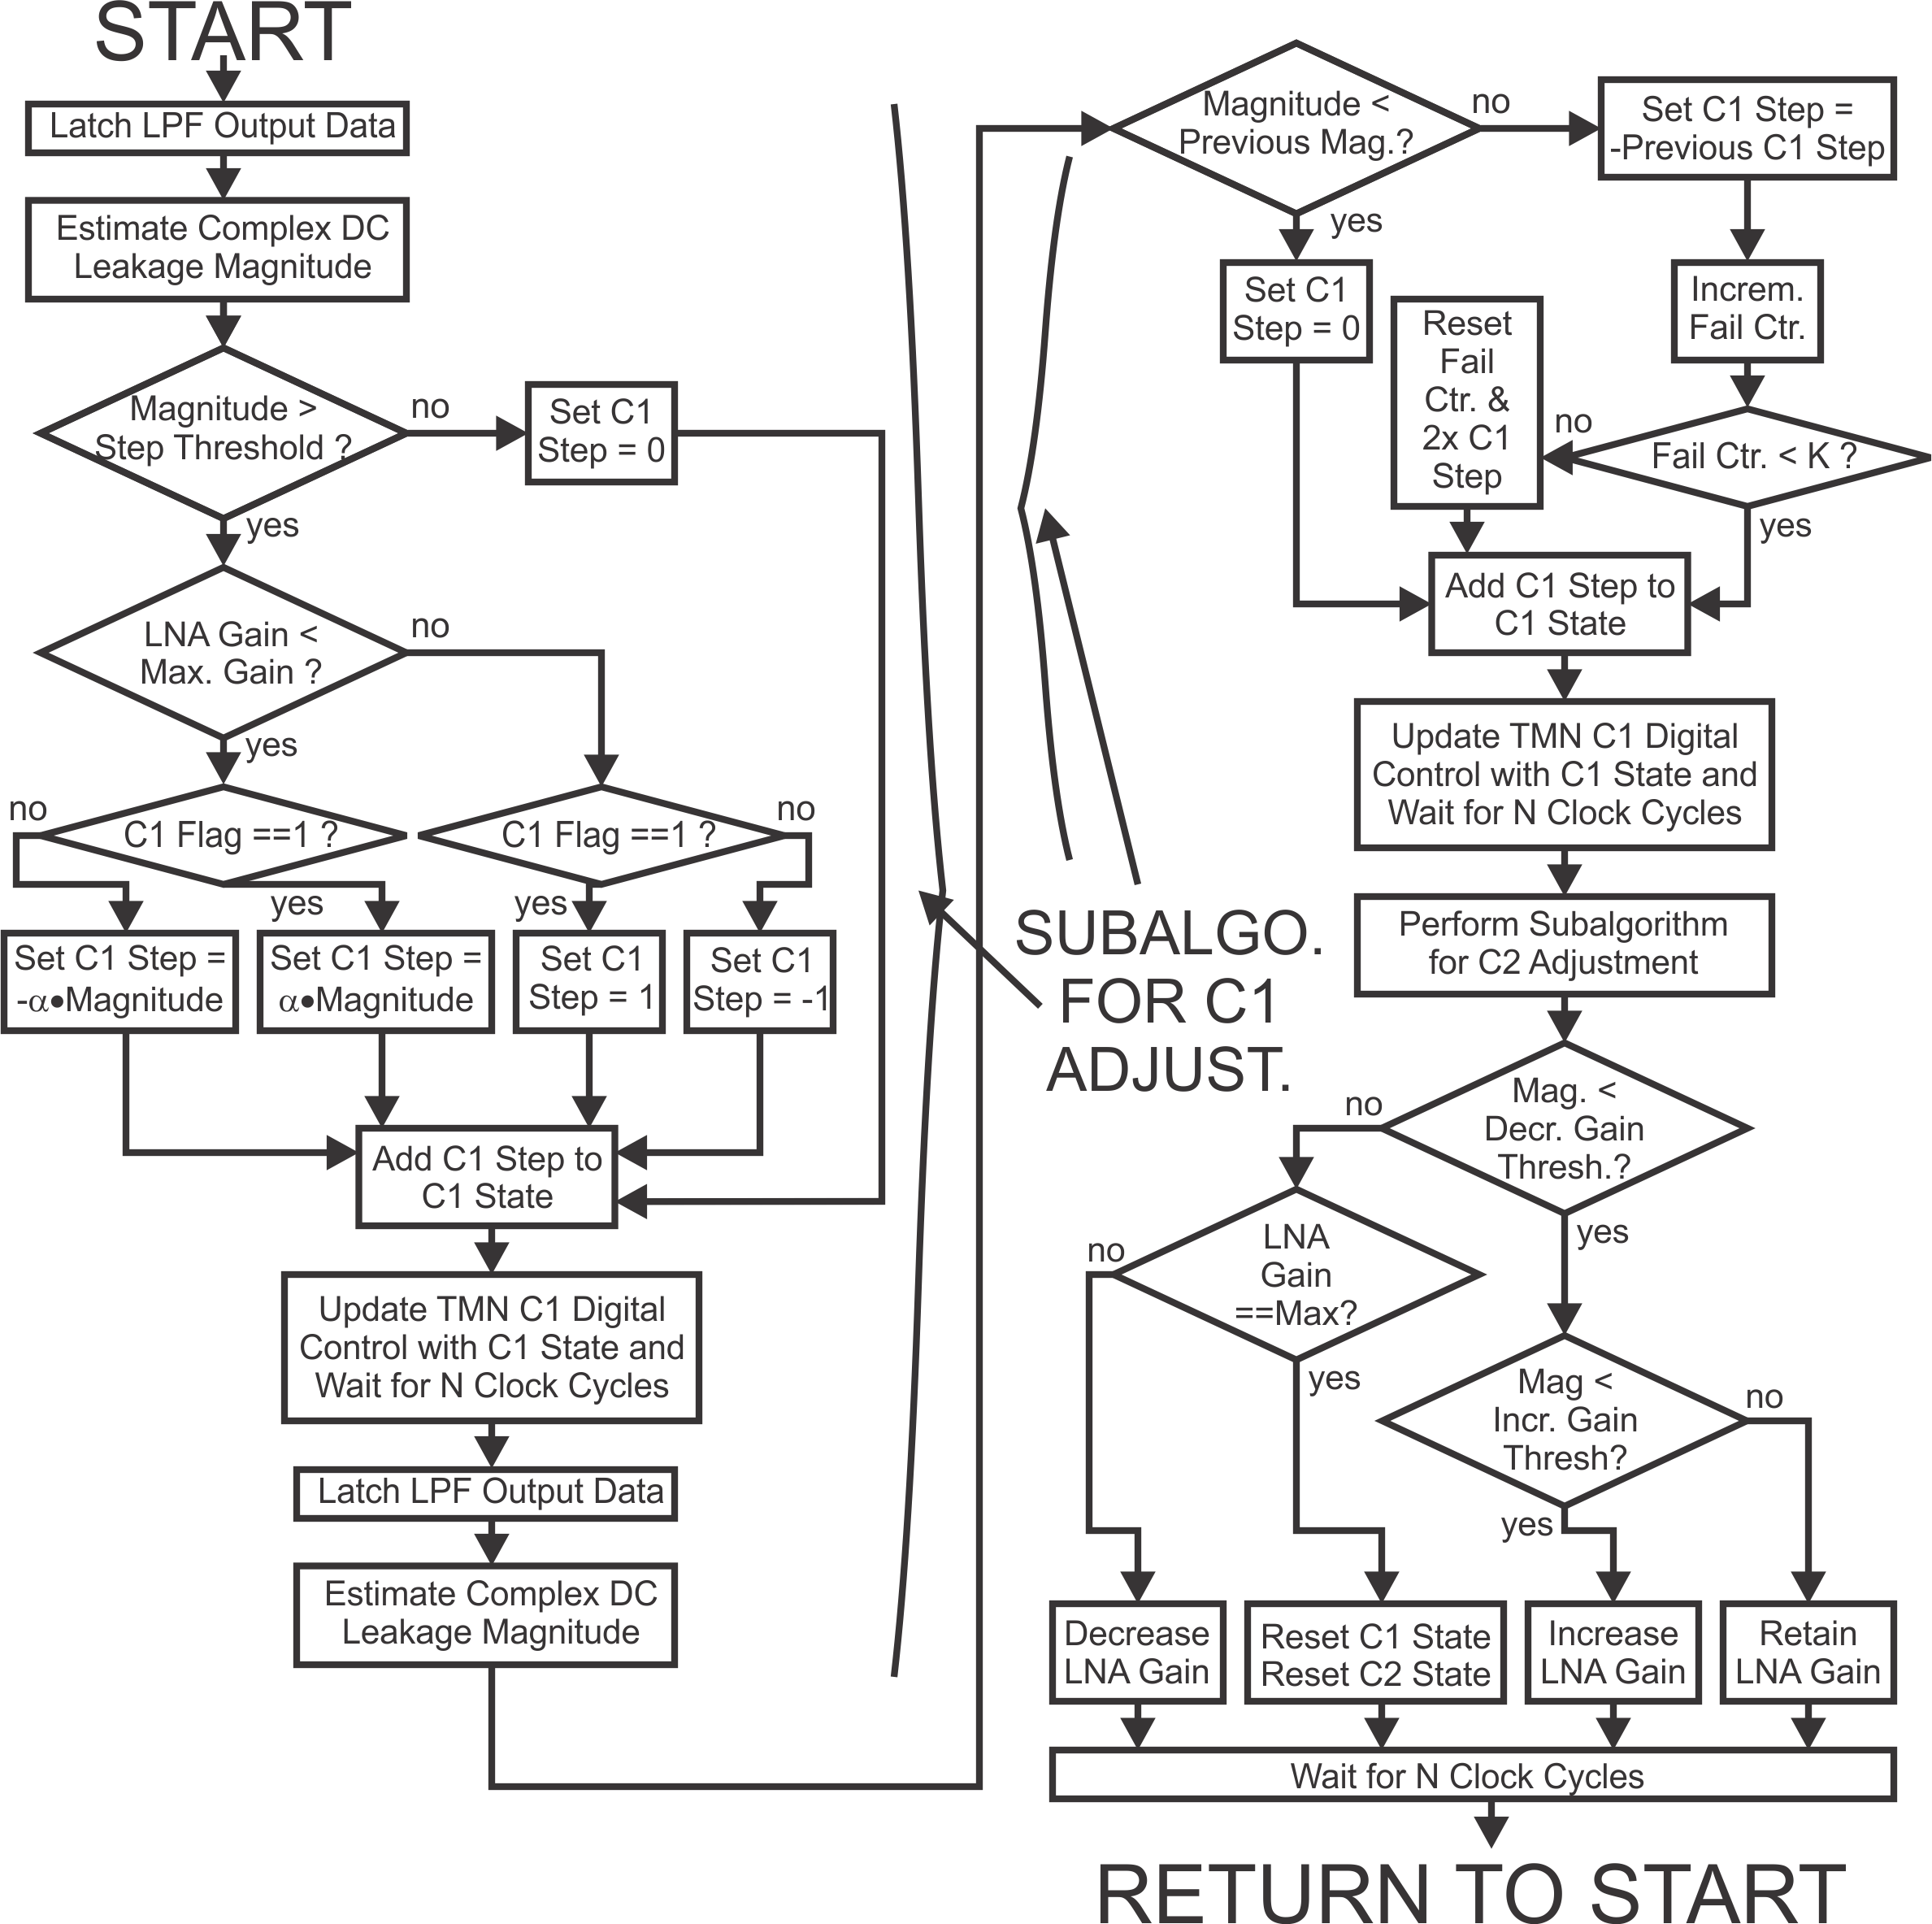 START
Latch LPF Output Data
Estimate Complex DC
Leakage Magnitude
Magnitude >
Step Threshold ?
no
Set C1
Step = 0
yes
LNA Gain <
Max. Gain ?
no
yes
no
C1 Flag ==1 ?
C1 Flag ==1 ?
no
yes
yes
Set C1 Step =
-α•Magnitude
Set C1 Step =
α•Magnitude
Set C1
Step = 1
Set C1
Step = -1
Add C1 Step to
C1 State
Update TMN C1 Digital
Control with C1 State and
Wait for N Clock Cycles
Latch LPF Output Data
Estimate Complex DC
Leakage Magnitude
SUBALGO.
FOR C1
ADJUST.
Magnitude <
Previous Mag.?
no
Set C1 Step =
-Previous C1 Step
yes
Set C1
Step = 0
Increm.
Fail Ctr.
Reset
Fail
Ctr. &
2x C1
Step
no
Fail Ctr. < K ?
yes
Add C1 Step to
C1 State
Update TMN C1 Digital
Control with C1 State and
Wait for N Clock Cycles
Perform Subalgorithm
for C2 Adjustment
Mag. <
Decr. Gain
Thresh.?
no
yes
LNA
Gain
==Max?
no
yes
Mag <
Incr. Gain
Thresh?
no
yes
Decrease
LNA Gain
Reset C1 State
Reset C2 State
Increase
LNA Gain
Retain
LNA Gain
Wait for N Clock Cycles
RETURN TO START